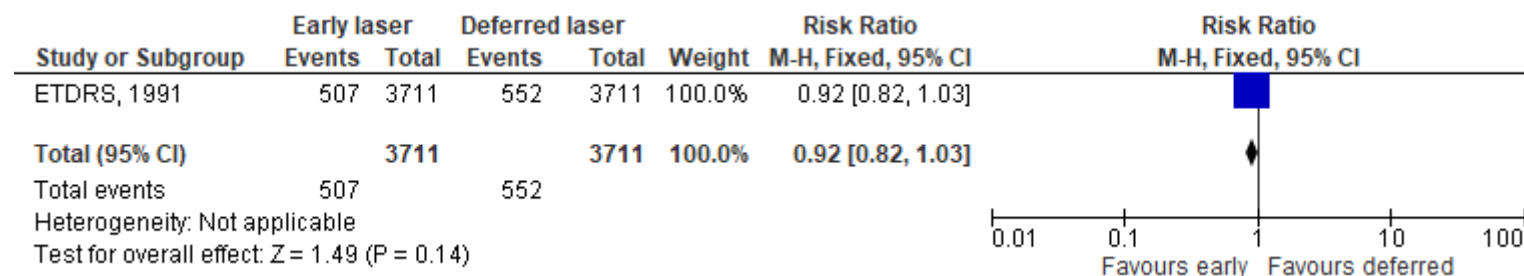 Early laser Deferred laser Risk Ratio Risk Ratio
Study or Subgroup Events Total Events Total Weight M-H, Fixed, 95% CI M-H, Fixed, 95% CI
ETDRS, 1991 507 3711 552 3711 100.0% 0.92 [0.82, 1.03]
Total (95% CI) 3711 3711 100.0% 0.92 [0.82, 1.03]
Total events 507 552
Heterogeneity: Not applicable
Test for overall effect: Z = 1.49 (P = 0.14)
0.01 0.1 1 10 100
Favours early Favours deferred